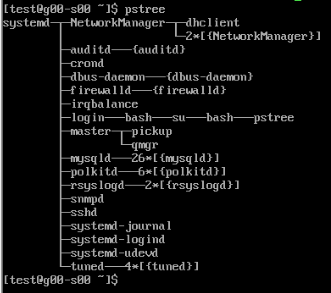 [test@g00-s00 ~]$ pstree
systemd─┬─NetworkManager─┬─dhclient
        │                └─2*[{NetworkManager}]
        ├─auditd───{auditd}
        ├─crond
        ├─dbus-daemon───{dbus-daemon}
        ├─firewalld───{firewalld}
        ├─irqbalance
        ├─login───bash───su───bash───pstree
        ├─master─┬─pickup
        │        └─qmgr
        ├─mysqld───26*[{mysqld}]
        ├─polkitd───6*[{polkitd}]
        ├─rsyslogd───2*[{rsyslogd}]
        ├─snmpd
        ├─sshd
        ├─systemd-journal
        ├─systemd-logind
        ├─systemd-udevd
        └─tuned───4*[{tuned}]
[test@g00-s00 ~]$